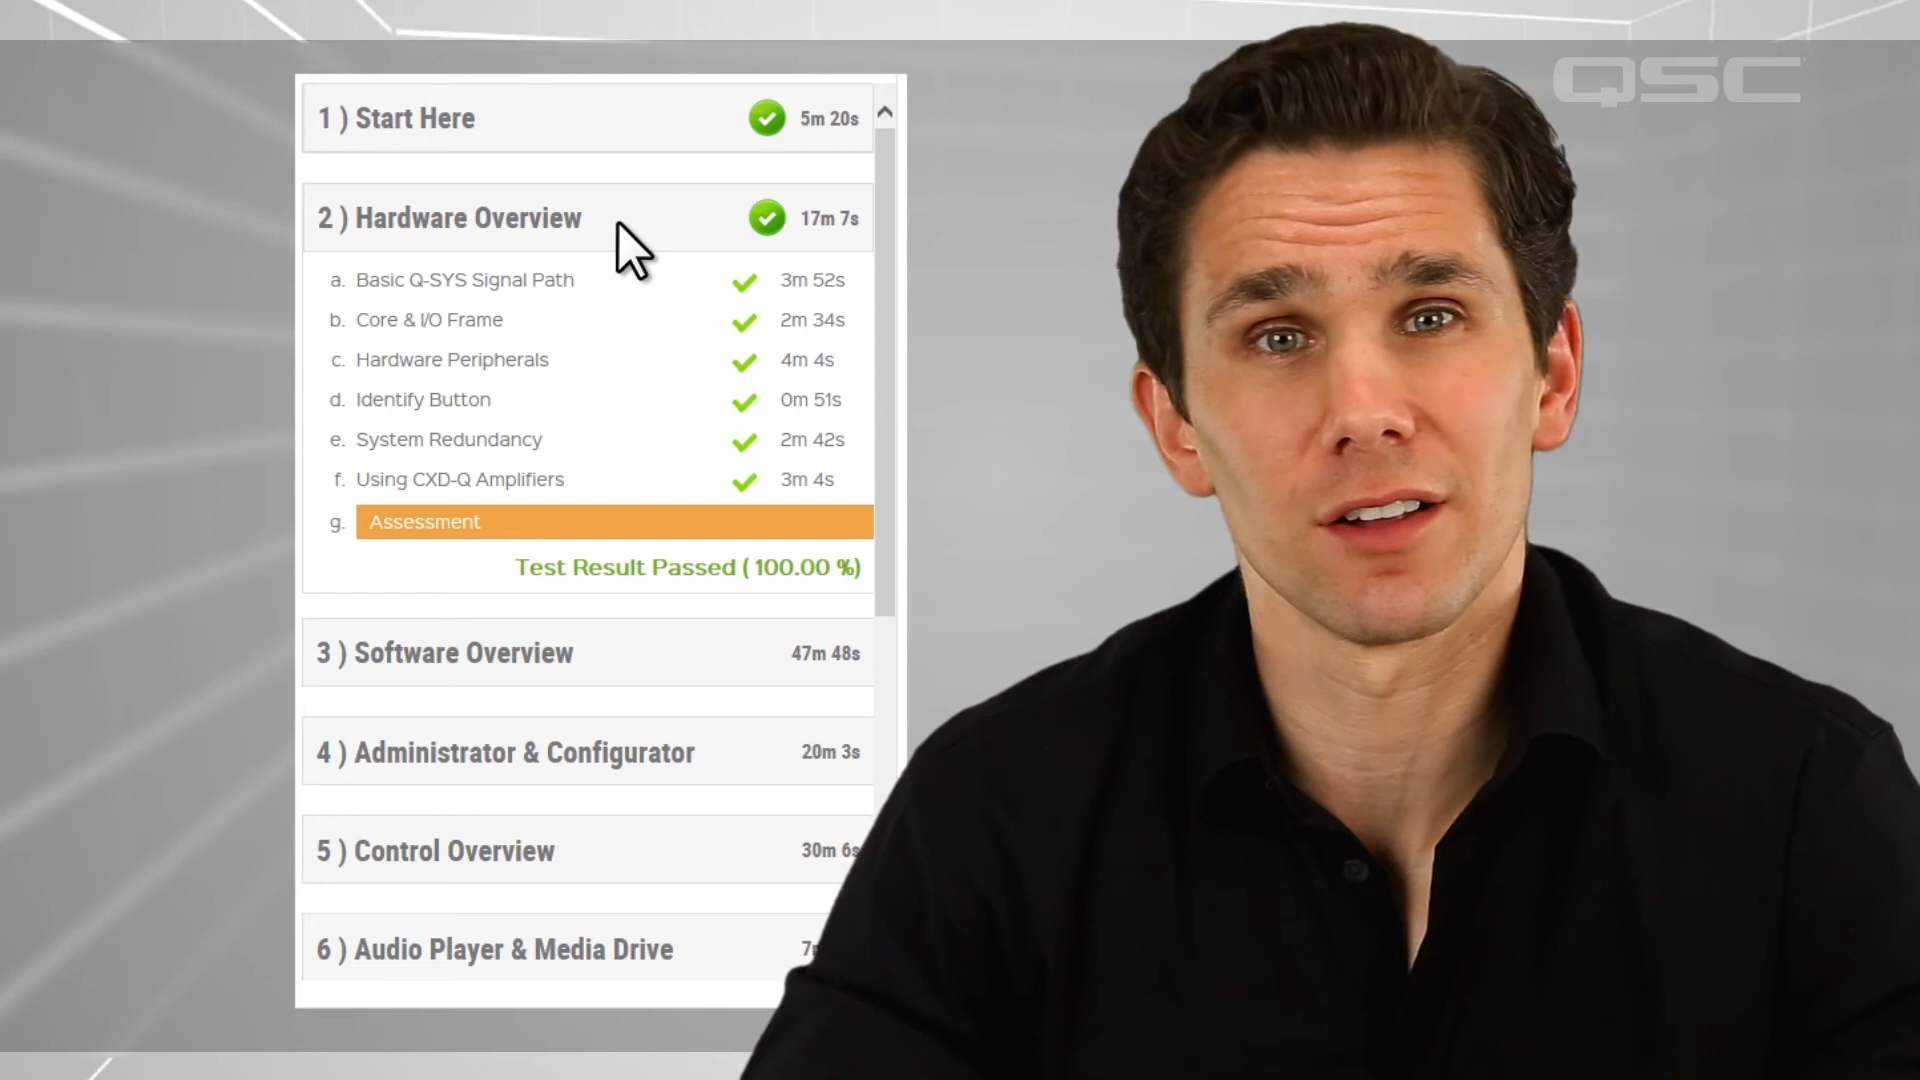 QSC
1 ) Start Here 5m 20s
2 ) Hardware Overview 17m 7s
a. Basic Q-SYS Signal Path 3m 52s
b. Core & I/O Frame 2m 34s
c. Hardware Peripherals 4m 4s
d. Identify Button 0m 51s
e. System Redundancy 2m 42s
f. Using CXD-Q Amplifiers 3m 4s
g. Assessment
Test Result Passed ( 100.00 %)
3 ) Software Overview 47m 48s
4 ) Administrator & Configurator 20m 3s
5 ) Control Overview 30m 6s
6 ) Audio Player & Media Drive